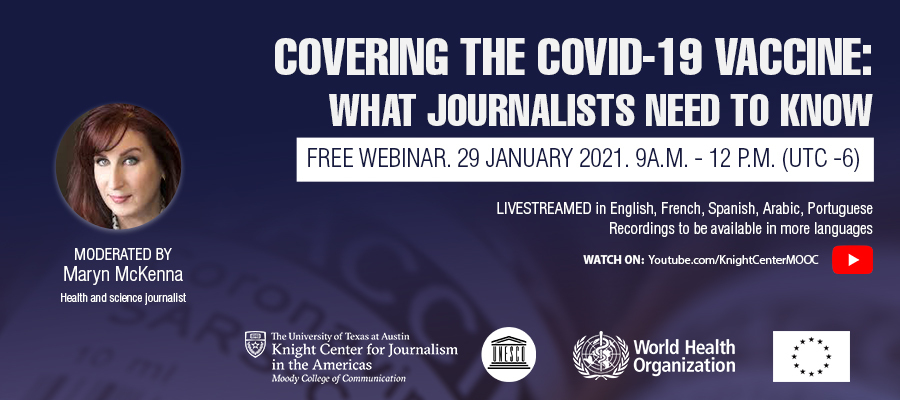 COVERING THE COVID-19 VACCINE:
WHAT JOURNALISTS NEED TO KNOW
FREE WEBINAR. 29 JANUARY 2021. 9A.M. - 12 P.M. (UTC -6)
LIVESTREAMED in English, French, Spanish, Arabic, Portuguese
Recordings to be available in more languages
WATCH ON: Youtube.com/KnightCenterMOOC
MODERATED BY
Maryn McKenna
Health and science journalist
The University of Texas at Austin
Knight Center for Journalism
in the Americas
Moody College of Communication
UNESCO
World Health
Organization